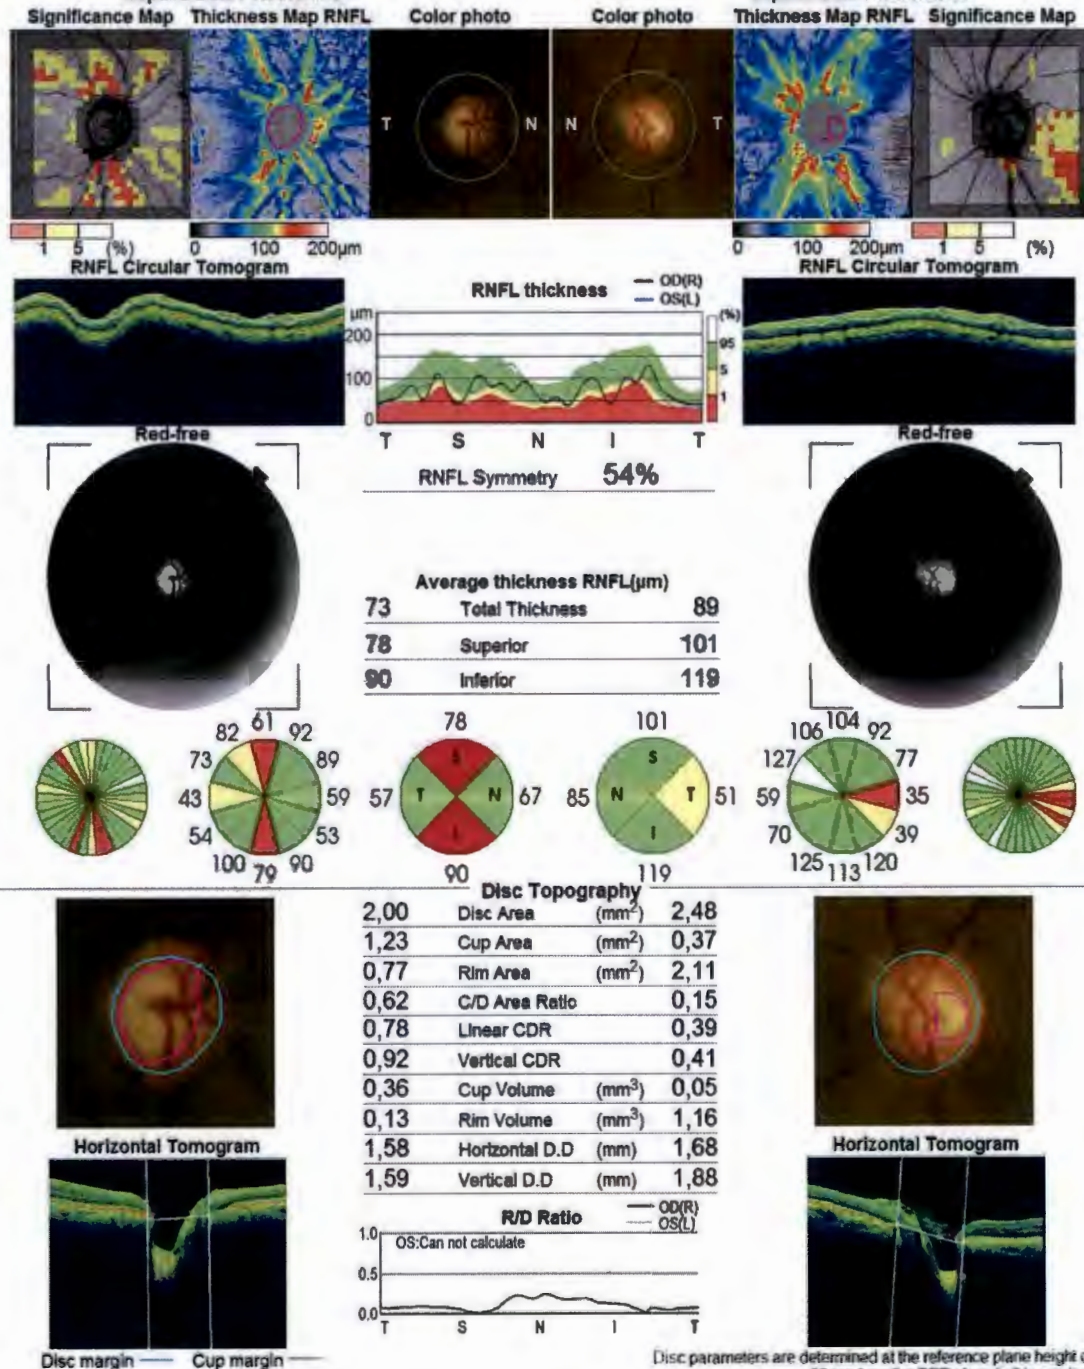 Significance Map Thickness Map RNFL Color photo Color photo Thickness Map RNFL Significance Map
T N N T
1 5 (%) 0 100 200µm 0 100 200µm 1 5 (%)
RNFL Circular Tomogram RNFL thickness OD(R) OS(L) RNFL Circular Tomogram
µm (%)
200 95
100 5
0 1
T S N I T
Red-free Red-free
RNFL Symmetry 54%
Average thickness RNFL(µm)
73 Total Thickness 89
78 Superior 101
90 Inferior 119
82 61 92 78 101 106 104 92
73 89 S S 127 77
43 59 57 T N 67 85 N T 51 59 35
54 53 I I 70 39
100 79 90 90 119 125 113 120
Disc Topography
2,00 Disc Area (mm²) 2,48
1,23 Cup Area (mm²) 0,37
0,77 Rim Area (mm²) 2,11
0,62 C/D Area Ratio 0,15
0,78 Linear CDR 0,39
0,92 Vertical CDR 0,41
0,36 Cup Volume (mm³) 0,05
0,13 Rim Volume (mm³) 1,16
1,58 Horizontal D.D (mm) 1,68
1,59 Vertical D.D (mm) 1,88
Horizontal Tomogram Horizontal Tomogram
R/D Ratio OD(R) OS(L)
1.0 OS:Can not calculate
0.5
0.0
T S N I T
Disc margin Cup margin
Disc parameters are determined at the reference plane height